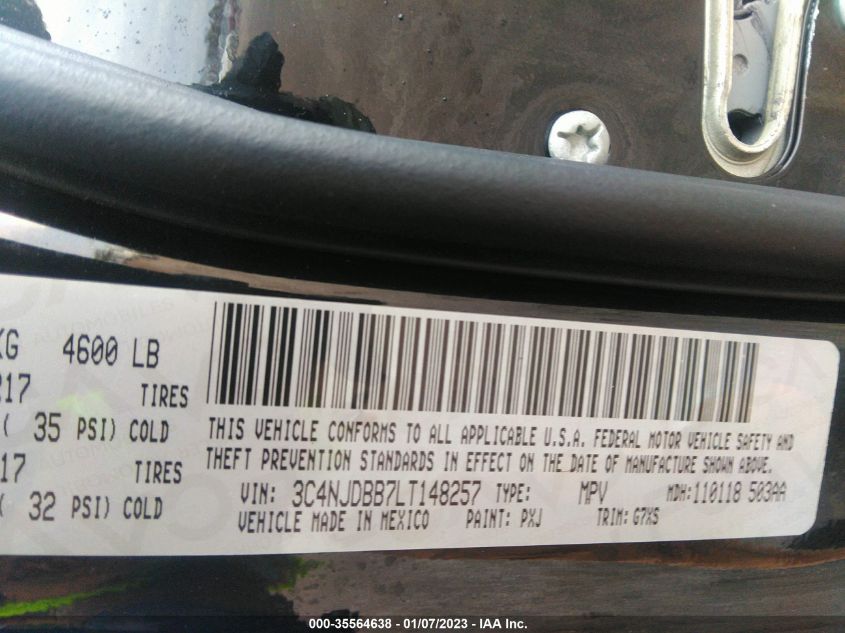 KG 4600 LB
R17 TIRES
( 35 PSI) COLD
17 TIRES
( 32 PSI) COLD
THIS VEHICLE CONFORMS TO ALL APPLICABLE U.S.A. FEDERAL MOTOR VEHICLE SAFETY AND
THEFT PREVENTION STANDARDS IN EFFECT ON THE DATE OF MANUFACTURE SHOWN ABOVE.
VIN: 3C4NJDBB7LT148257 TYPE: MPV MDH:110118 503AA
VEHICLE MADE IN MEXICO PAINT: PXJ TRIM: G7XS
000-35564638 - 01/07/2023 - IAA Inc.